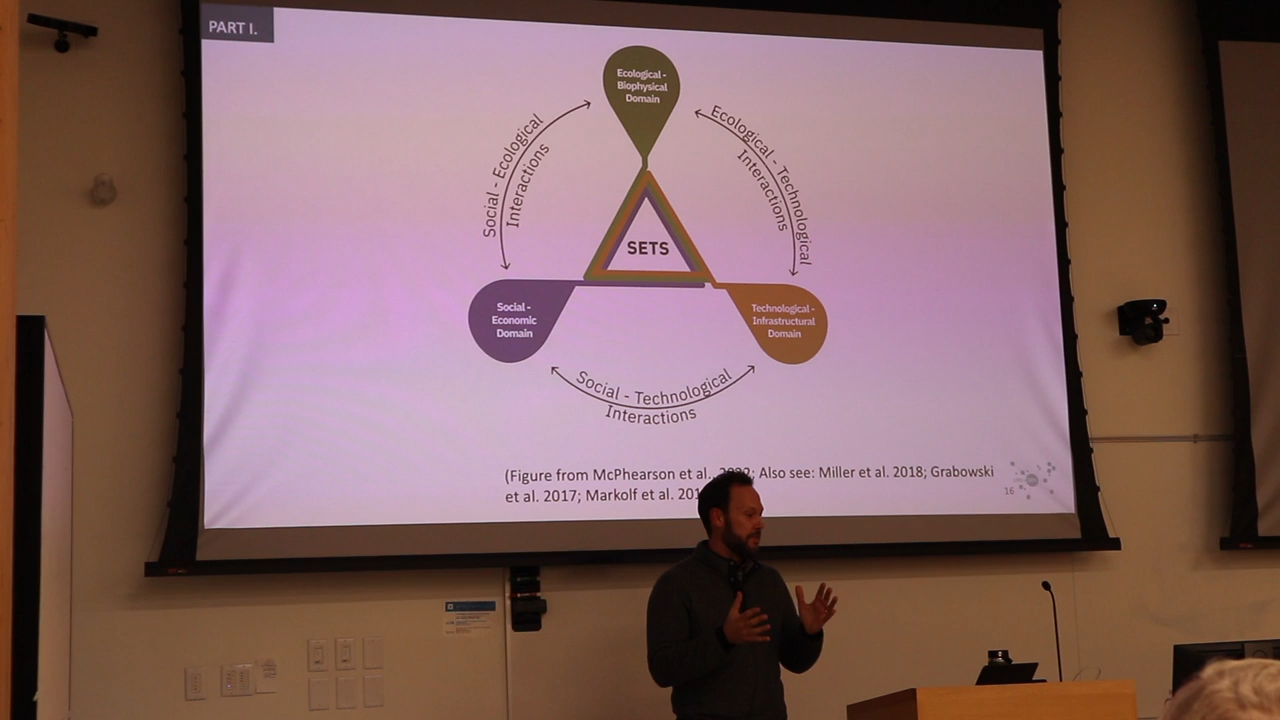 PART I.
Ecological -
Biophysical
Domain
Social - Ecological
Interactions
Ecological - Technological
Interactions
SETS
Social -
Economic
Domain
Technological -
Infrastructural
Domain
Social - Technological
Interactions
(Figure from McPhearson et al., Also see: Miller et al. 2018; Grabowski
et al. 2017; Markolf et al.
16